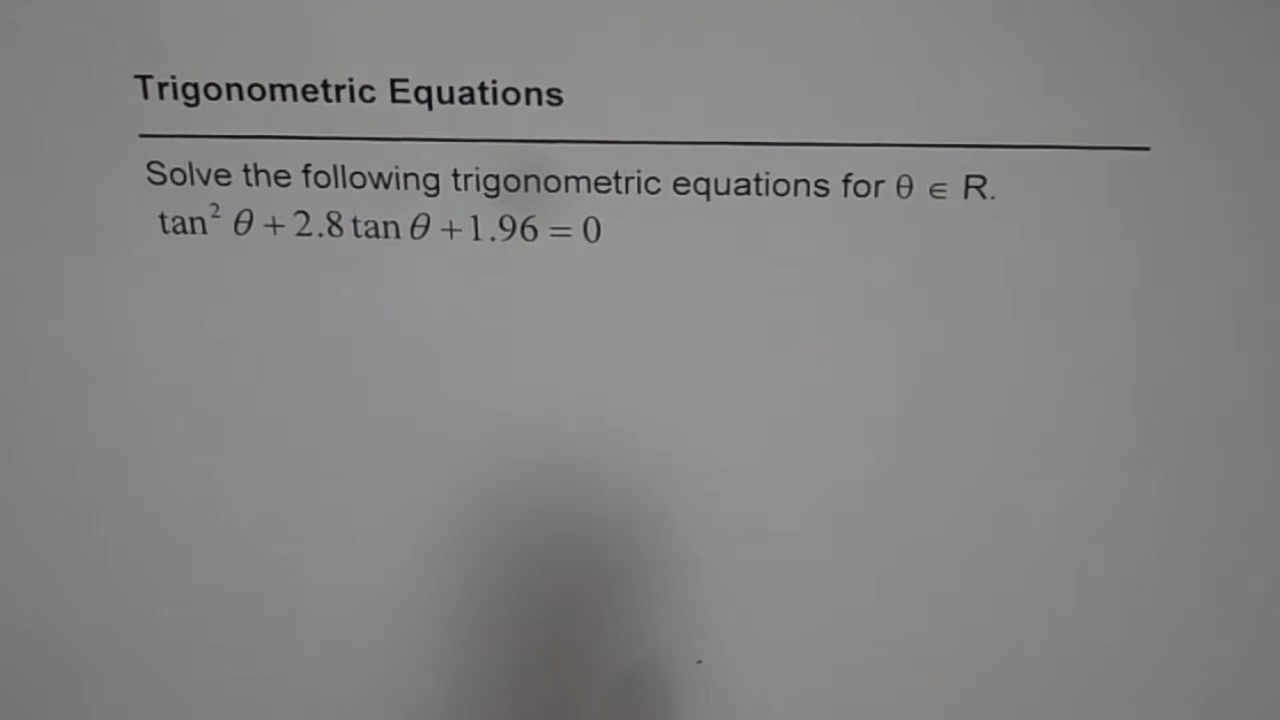 Trigonometric Equations
Solve the following trigonometric equations for θ ∈ R.
tan² θ + 2.8 tan θ + 1.96 = 0